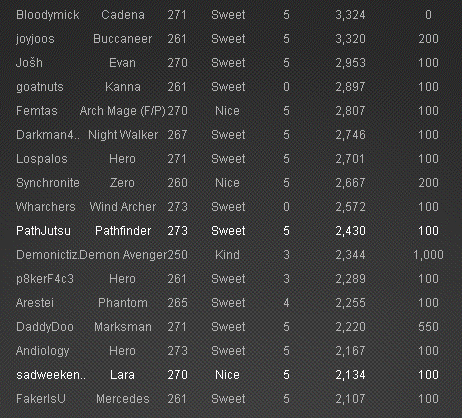 Bloodymick Cadena 271 Sweet 5 3,324 0
joyjoos Buccaneer 261 Sweet 5 3,320 200
Jošh Evan 270 Sweet 5 2,953 100
goatnuts Kanna 261 Sweet 0 2,897 100
Femtas Arch Mage (F/P) 270 Nice 5 2,807 100
Darkman4.. Night Walker 267 Sweet 5 2,746 100
Lospalos Hero 271 Sweet 5 2,701 100
Synchronite Zero 260 Nice 5 2,667 200
Wharchers Wind Archer 273 Sweet 0 2,572 100
PathJutsu Pathfinder 273 Sweet 5 2,430 100
Demonictiz. Demon Avenger 250 Kind 3 2,344 1,000
p8kerF4c3 Hero 261 Sweet 3 2,289 100
Arestei Phantom 265 Sweet 4 2,255 100
DaddyDoo Marksman 271 Sweet 5 2,220 550
Andiology Hero 273 Sweet 5 2,167 100
sadweeken.. Lara 270 Nice 5 2,134 100
FakerIsU Mercedes 261 Sweet 5 2,107 100